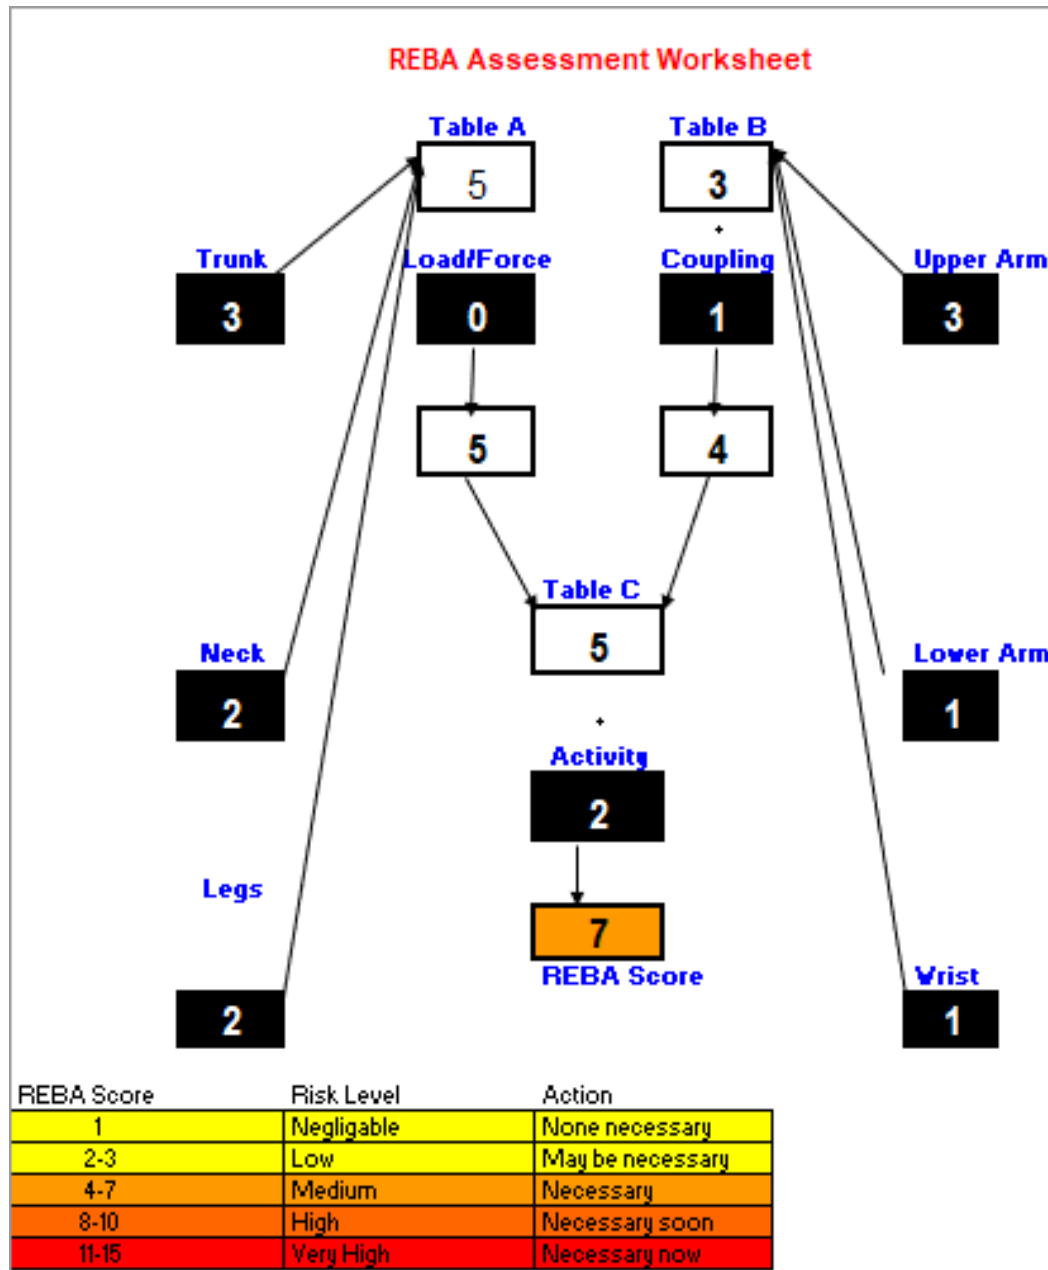 REBA Assessment Worksheet
Table A Table B
5 3
+
Trunk Load/Force Coupling Upper Arm
3 0 1 3
5 4
Table C
5
Neck Lower Arm
2 1
+
Activity
2
Legs
7
REBA Score Wrist
2 1
REBA Score Risk Level Action
1 Negligable None necessary
2-3 Low May be necessary
4-7 Medium Necessary
8-10 High Necessary soon
11-15 Very High Necessary now